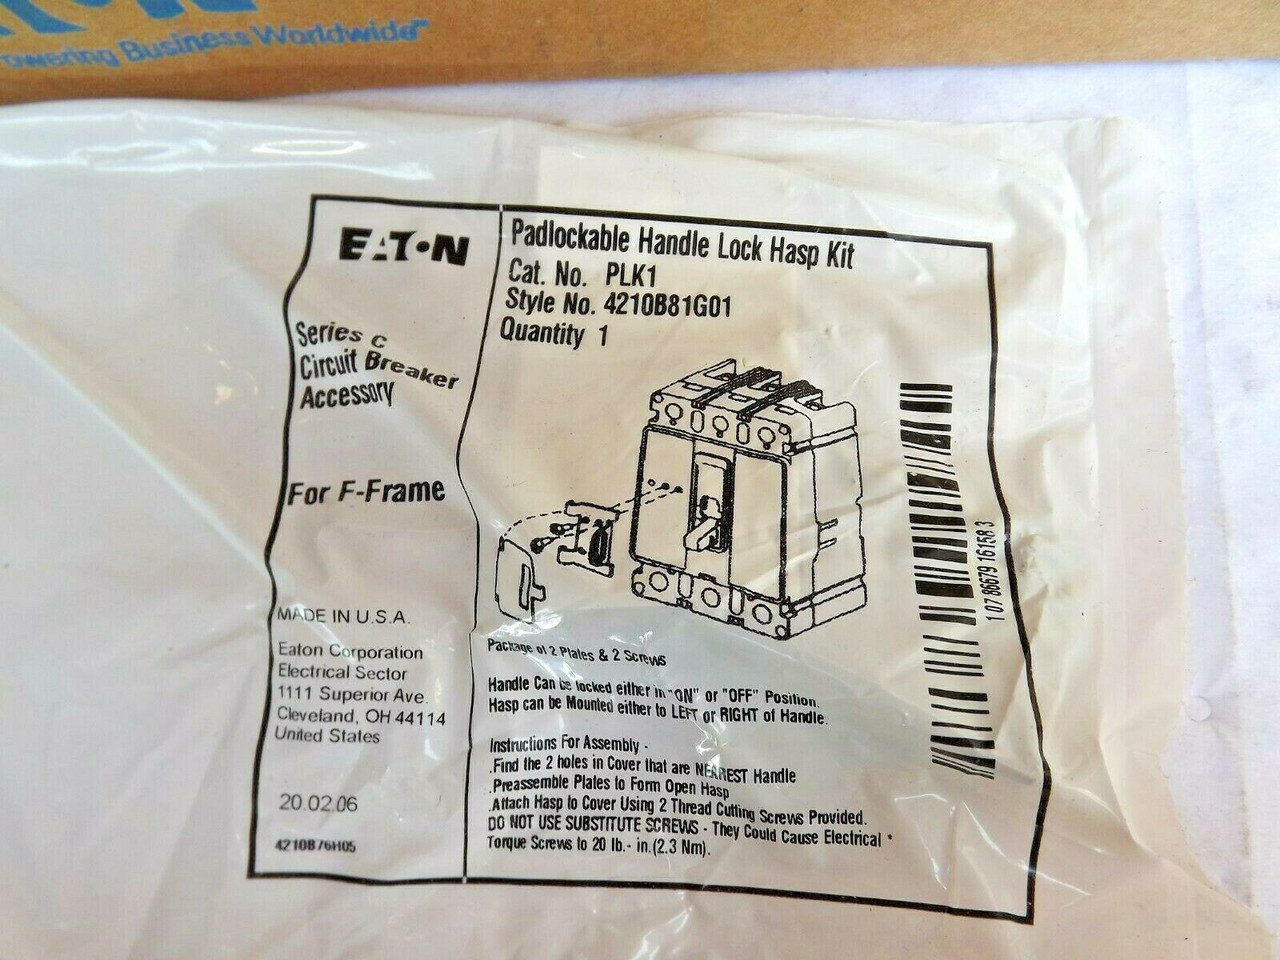 Powering Business Worldwide
EATON
Series C
Circuit Breaker
Accessory
For F-Frame
MADE IN U.S.A.
Eaton Corporation
Electrical Sector
1111 Superior Ave.
Cleveland, OH 44114
United States
20.02.06
4210B76H05
Padlockable Handle Lock Hasp Kit
Cat. No. PLK1
Style No. 4210B81G01
Quantity 1
Package of 2 Plates & 2 Screws
Handle Can be locked either in "ON" or "OFF" Position.
Hasp can be Mounted either to LEFT or RIGHT of Handle.
Instructions For Assembly -
.Find the 2 holes in Cover that are NEAREST Handle
.Preassemble Plates to Form Open Hasp
.Attach Hasp to Cover Using 2 Thread Cutting Screws Provided.
DO NOT USE SUBSTITUTE SCREWS - They Could Cause Electrical *
Torque Screws to 20 lb.- in.(2.3 Nm).
1 07 86679 16158 3